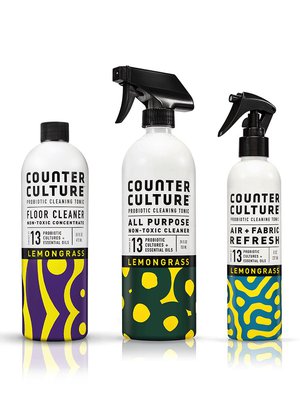 COUNTER
CULTURE
PROBIOTIC CLEANING TONIC
FLOOR CLEANER
NON-TOXIC CONCENTRATE
13 PROBIOTIC
CULTURES +
ESSENTIAL OILS
LEMONGRASS
COUNTER
CULTURE
PROBIOTIC CLEANING TONIC
ALL PURPOSE
NON-TOXIC CLEANER
13 PROBIOTIC
CULTURES +
ESSENTIAL OILS
LEMONGRASS
COUNTER
CULTURE
PROBIOTIC CLEANING TONIC
AIR + FABRIC
REFRESH
13 PROBIOTIC
CULTURES +
ESSENTIAL OILS
LEMONGRASS